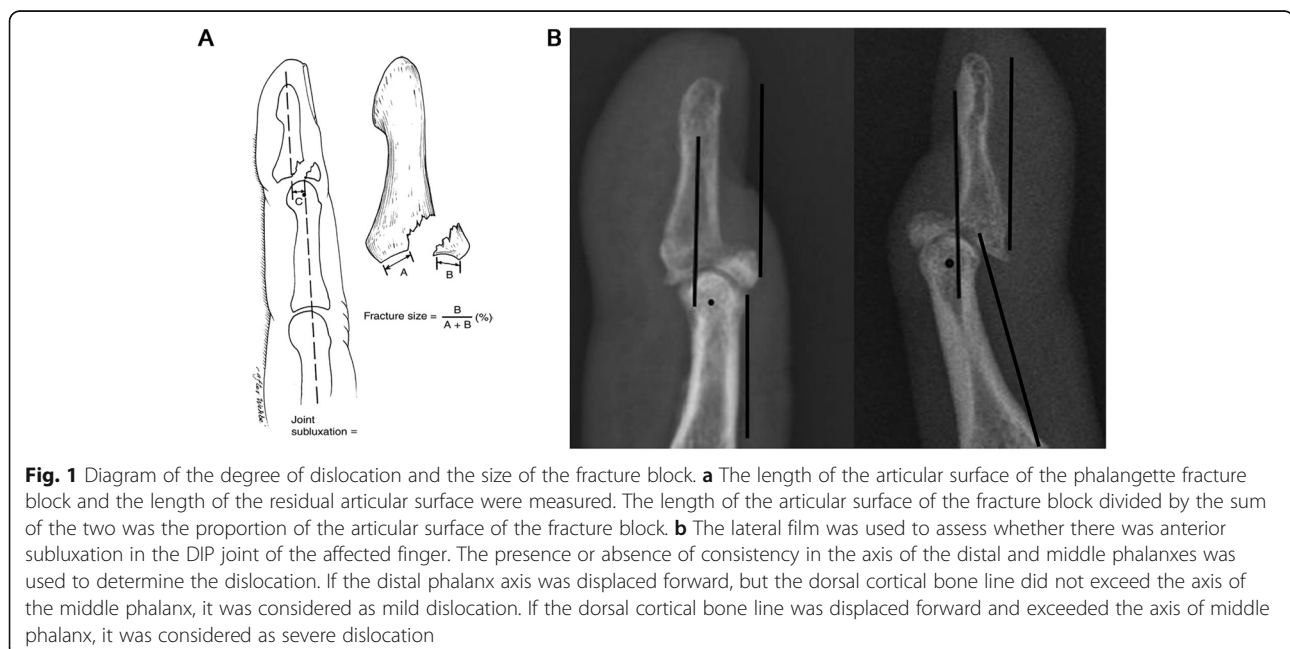 A
B
C
A
B
Fracture size = B / A + B (%)
Joint
subluxation =
Fig. 1 Diagram of the degree of dislocation and the size of the fracture block. a The length of the articular surface of the phalangette fracture
block and the length of the residual articular surface were measured. The length of the articular surface of the fracture block divided by the sum
of the two was the proportion of the articular surface of the fracture block. b The lateral film was used to assess whether there was anterior
subluxation in the DIP joint of the affected finger. The presence or absence of consistency in the axis of the distal and middle phalanxes was
used to determine the dislocation. If the distal phalanx axis was displaced forward, but the dorsal cortical bone line did not exceed the axis of
the middle phalanx, it was considered as mild dislocation. If the dorsal cortical bone line was displaced forward and exceeded the axis of middle
phalanx, it was considered as severe dislocation